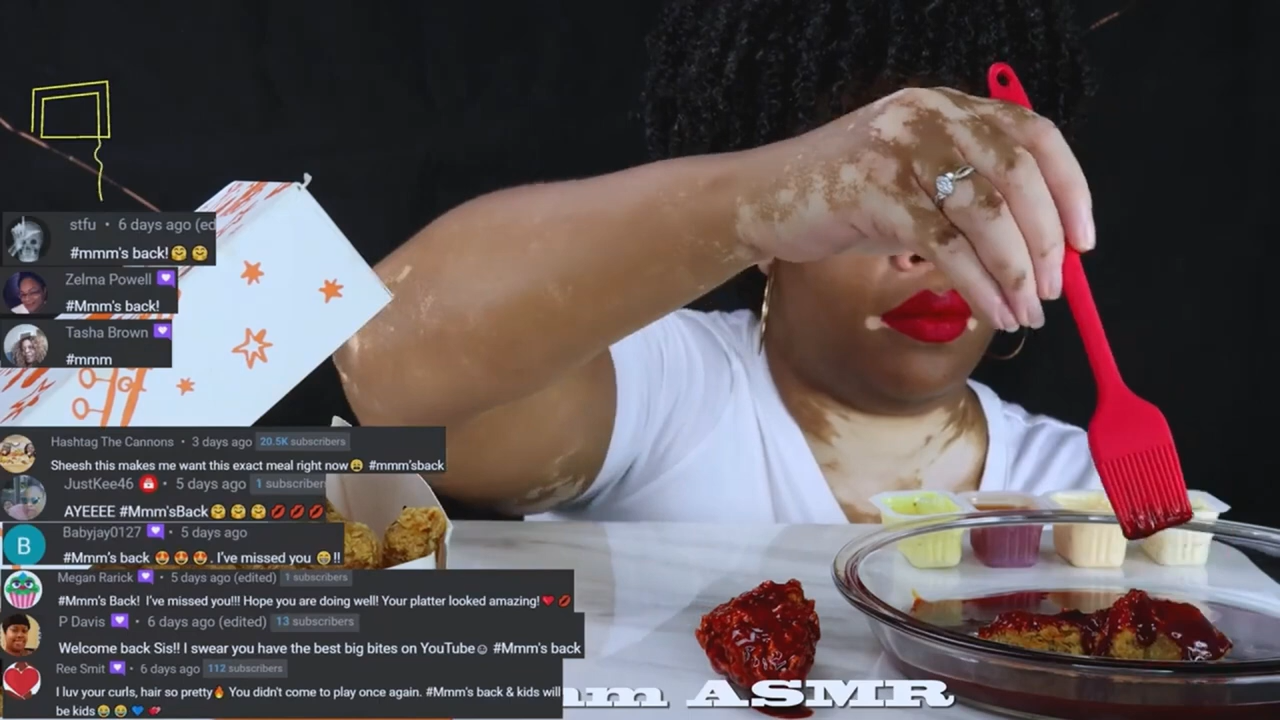 stfu • 6 days ago (ed
#mmm's back!🤗 🤗
Zelma Powell
#Mmm's back!
Tasha Brown
#mmm
Hashtag The Cannons • 3 days ago 20.5K subscribers
Sheesh this makes me want this exact meal right now😩 #mmm'sback
JustKee46 • 5 days ago 1 subscriber
AYEEEE #Mmm'sBack🤗 🤗 🤗 💋 💋 💋
B
Babyjay0127 • 5 days ago
#Mmm's back 😍 😍 😍. I've missed you 😁!!
Megan Rarick • 5 days ago (edited) 1 subscribers
#Mmm's Back! I've missed you!!! Hope you are doing well! Your platter looked amazing!❤️ 💋
P Davis • 6 days ago (edited) 13 subscribers
Welcome back Sis!! I swear you have the best big bites on YouTube☺ #Mmm's back
Ree Smit • 6 days ago 112 subscribers
I luv your curls, hair so pretty🔥 You didn't come to play once again. #Mmm's back & kids will
be kids😂 😂 💙 💝
ASMR